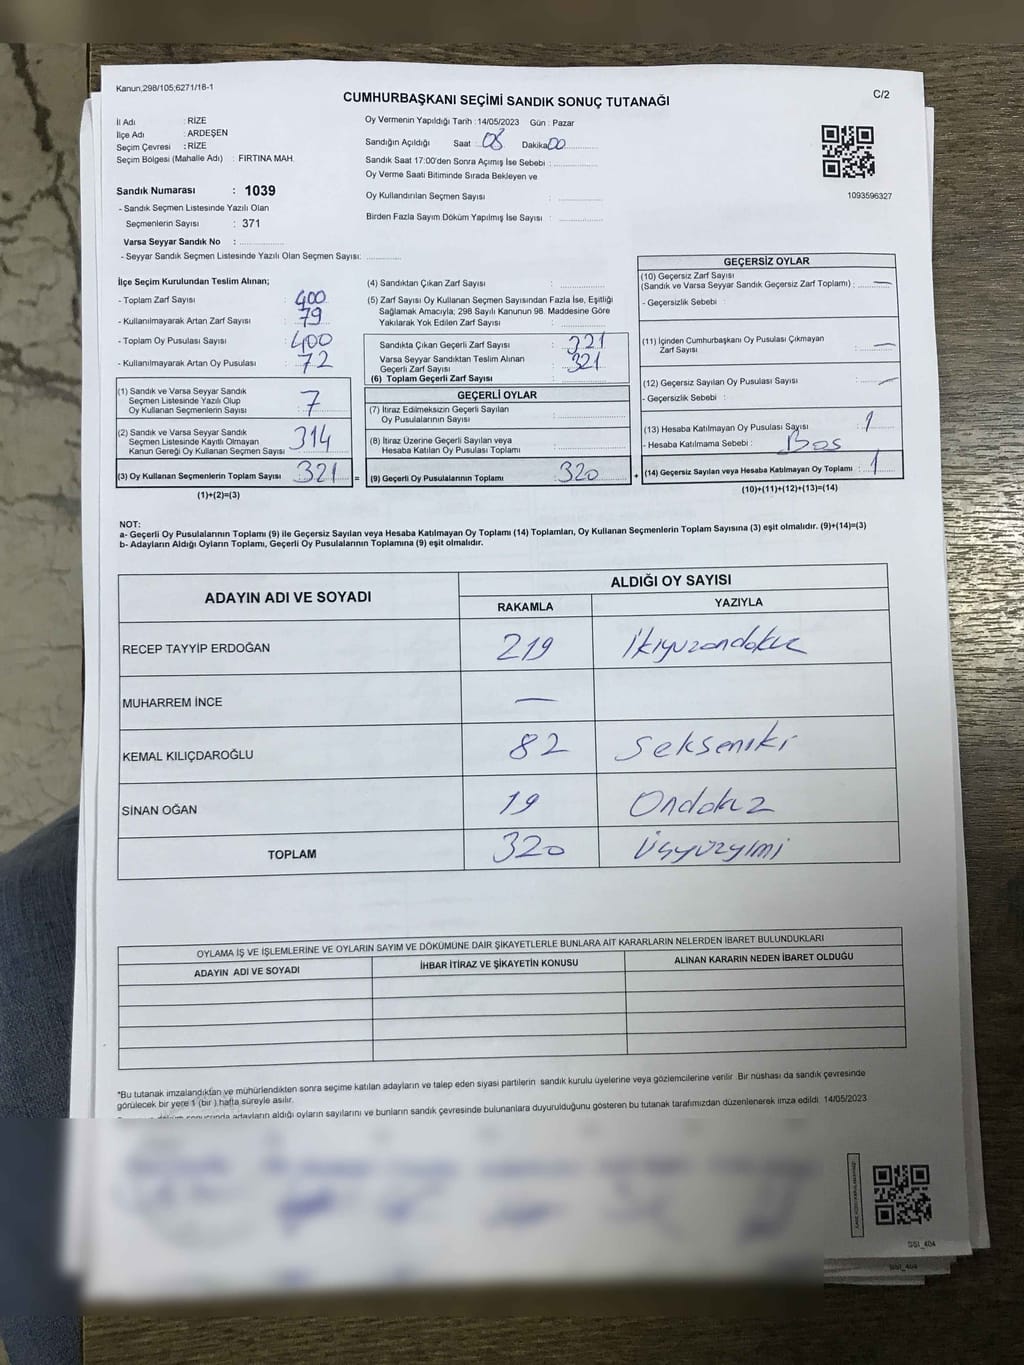 Kanun;298/105;6271/18-1
CUMHURBAŞKANI SEÇİMİ SANDIK SONUÇ TUTANAĞI
C/2
İl Adı : RİZE
İlçe Adı : ARDEŞEN
Seçim Çevresi : RİZE
Seçim Bölgesi (Mahalle Adı) : FIRTINA MAH.
Sandık Numarası : 1039
- Sandık Seçmen Listesinde Yazılı Olan
Seçmenlerin Sayısı : 371
Varsa Seyyar Sandık No :
- Seyyar Sandık Seçmen Listesinde Yazılı Olan Seçmen Sayısı:
Oy Vermenin Yapıldığı Tarih : 14/05/2023 Gün : Pazar
Sandığın Açıldığı Saat : 08 Dakika 00
Sandık Saat 17:00'den Sonra Açımış İse Sebebi :
Oy Verme Saati Bitiminde Sırada Bekleyen ve
Oy Kullandırılan Seçmen Sayısı :
Birden Fazla Sayım Döküm Yapılmış İse Sayısı :
1093596327
İlçe Seçim Kurulundan Teslim Alınan;
- Toplam Zarf Sayısı : 400
- Kullanılmayarak Artan Zarf Sayısı : 79
- Toplam Oy Pusulası Sayısı : 400
- Kullanılmayarak Artan Oy Pusulası : 72
(1) Sandık ve Varsa Seyyar Sandık
Seçmen Listesinde Yazılı Olup
Oy Kullanan Seçmenlerin Sayısı : 7
(2) Sandık ve Varsa Seyyar Sandık
Seçmen Listesinde Kayıtlı Olmayan
Kanun Gereği Oy Kullanan Seçmen Sayısı : 314
(3) Oy Kullanan Seçmenlerin Toplam Sayısı : 321 =
(1)+(2)=(3)
(4) Sandıktan Çıkan Zarf Sayısı :
(5) Zarf Sayısı Oy Kullanan Seçmen Sayısından Fazla İse, Eşitliği
Sağlamak Amacıyla; 298 Sayılı Kanunun 98. Maddesine Göre
Yakılarak Yok Edilen Zarf Sayısı :
Sandıkta Çıkan Geçerli Zarf Sayısı : 321
Varsa Seyyar Sandıktan Teslim Alınan
Geçerli Zarf Sayısı : 321
(6) Toplam Geçerli Zarf Sayısı :
GEÇERLİ OYLAR
(7) İtiraz Edilmeksizin Geçerli Sayılan
Oy Pusulalarının Sayısı :
(8) İtiraz Üzerine Geçerli Sayılan veya
Hesaba Katılan Oy Pusulası Toplamı :
(9) Geçerli Oy Pusulalarının Toplamı : 320 +
GEÇERSİZ OYLAR
(10) Geçersiz Zarf Sayısı
(Sandık ve Varsa Seyyar Sandık Geçersiz Zarf Toplamı) : —
- Geçersizlik Sebebi :
(11) İçinden Cumhurbaşkanı Oy Pusulası Çıkmayan
Zarf Sayısı : —
(12) Geçersiz Sayılan Oy Pusulası Sayısı : —
- Geçersizlik Sebebi :
(13) Hesaba Katılmayan Oy Pusulası Sayısı : 1
- Hesaba Katılmama Sebebi : Boş
(14) Geçersiz Sayılan veya Hesaba Katılmayan Oy Toplamı : 1
(10)+(11)+(12)+(13)=(14)
NOT:
a- Geçerli Oy Pusulalarının Toplamı (9) ile Geçersiz Sayılan veya Hesaba Katılmayan Oy Toplamı (14) Toplamları, Oy Kullanan Seçmenlerin Toplam Sayısına (3) eşit olmalıdır. (9)+(14)=(3)
b- Adayların Aldığı Oyların Toplamı, Geçerli Oy Pusulalarının Toplamına (9) eşit olmalıdır.
ADAYIN ADI VE SOYADI ALDIĞI OY SAYISI
RAKAMLA YAZIYLA
RECEP TAYYİP ERDOĞAN 219 İkiyüzondokuz
MUHARREM İNCE —
KEMAL KILIÇDAROĞLU 82 Sekseniki
SİNAN OĞAN 19 Ondokuz
TOPLAM 320 Üçyüzyirmi
OYLAMA İŞ VE İŞLEMLERİNE VE OYLARIN SAYIM VE DÖKÜMÜNE DAİR ŞİKAYETLERLE BUNLARA AİT KARARLARIN NELERDEN İBARET BULUNDUKLARI
ADAYIN ADI VE SOYADI İHBAR İTİRAZ VE ŞİKAYETİN KONUSU ALINAN KARARIN NEDEN İBARET OLDUĞU
*Bu tutanak imzalandıktan ve mühürlendikten sonra seçime katılan adayların ve talep eden siyasi partilerin sandık kurulu üyelerine veya gözlemcilerine verilir. Bir nüshası da sandık çevresinde
görülecek bir yere 1 (bir ) hafta süreyle asılır.
sonucunda adayların aldığı oyların sayılarını ve bunların sandık çevresinde bulunanlara duyurulduğunu gösteren bu tutanak tarafımızdan düzenlenerek imza edildi. 14/05/2023